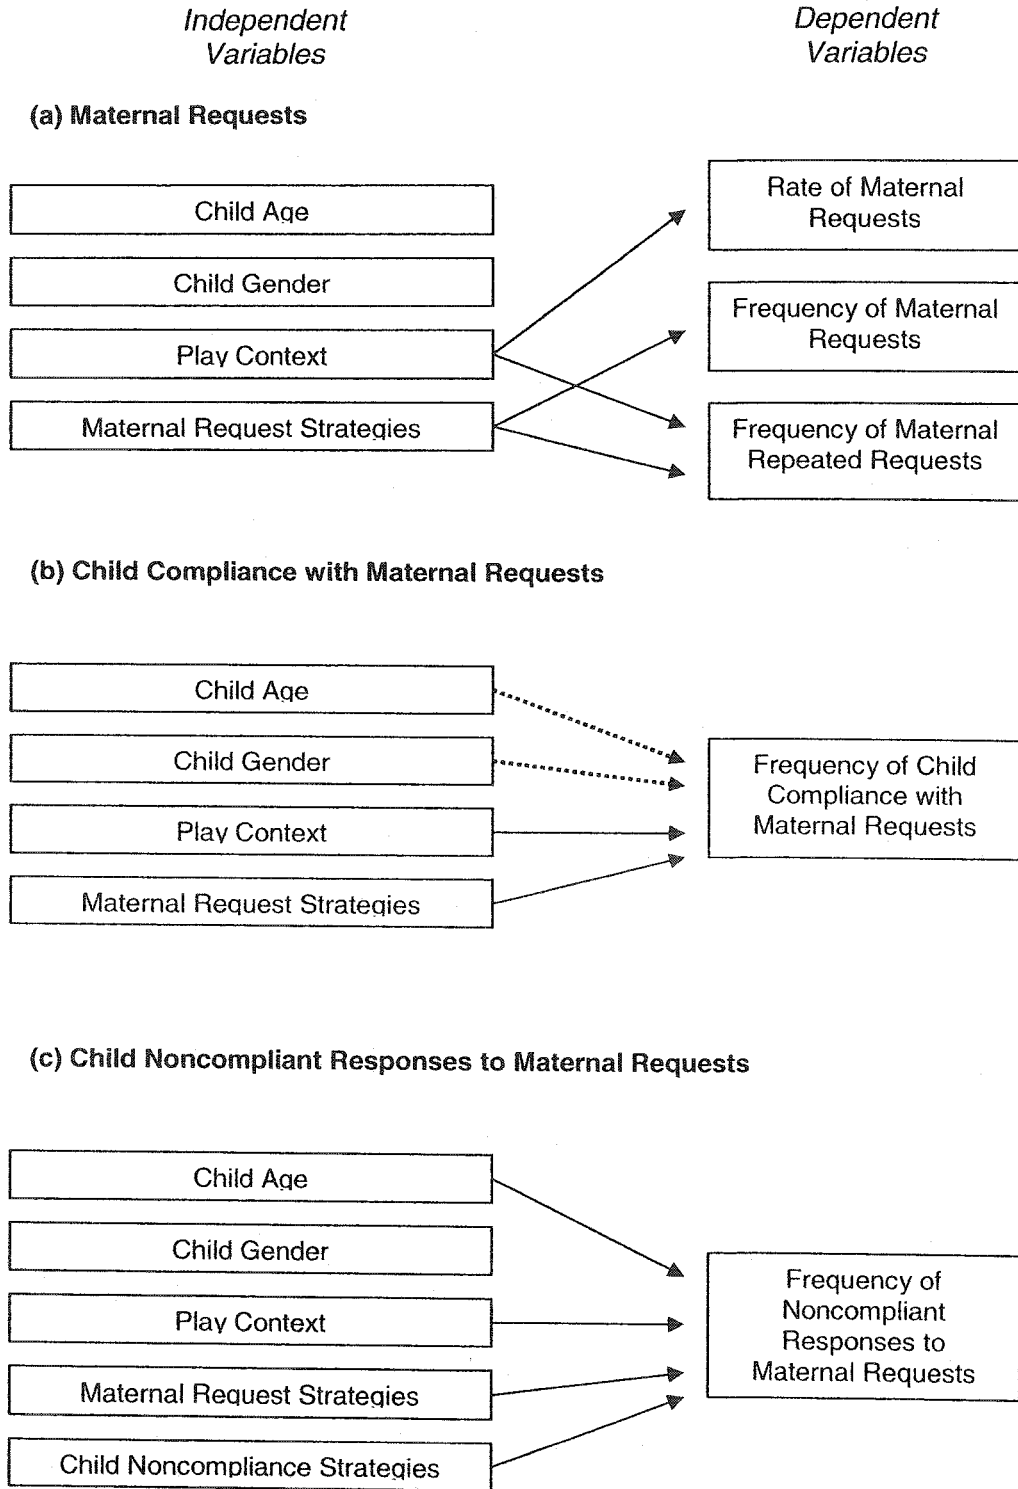 Independent
Variables
Dependent
Variables
(a) Maternal Requests
Child Age
Child Gender
Play Context
Maternal Request Strategies
Rate of Maternal
Requests
Frequency of Maternal
Requests
Frequency of Maternal
Repeated Requests
(b) Child Compliance with Maternal Requests
Child Age
Child Gender
Play Context
Maternal Request Strategies
Frequency of Child
Compliance with
Maternal Requests
(c) Child Noncompliant Responses to Maternal Requests
Child Age
Child Gender
Play Context
Maternal Request Strategies
Child Noncompliance Strategies
Frequency of
Noncompliant
Responses to
Maternal Requests